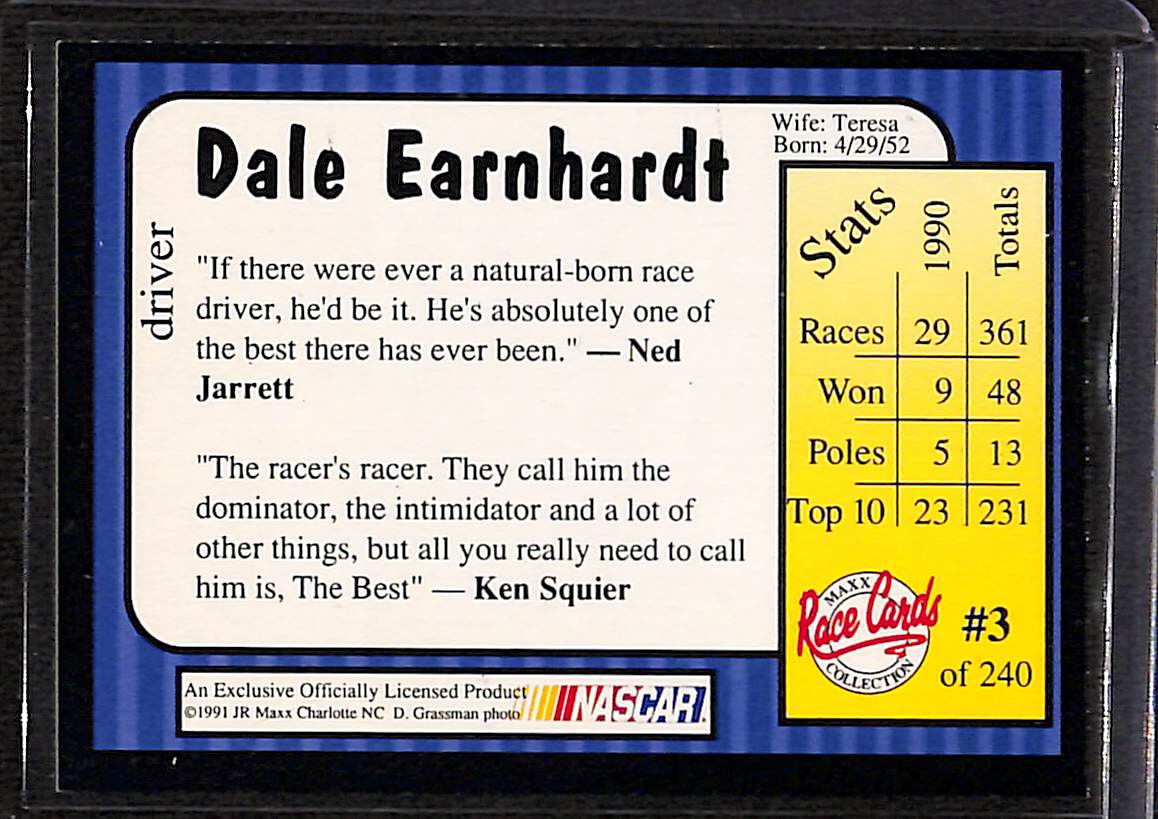 Dale Earnhardt
Wife: Teresa
Born: 4/29/52
driver
"If there were ever a natural-born race
driver, he'd be it. He's absolutely one of
the best there has ever been." — Ned
Jarrett
"The racer's racer. They call him the
dominator, the intimidator and a lot of
other things, but all you really need to call
him is, The Best" — Ken Squier
Stats 1990 Totals
Races 29 361
Won 9 48
Poles 5 13
Top 10 23 231
MAXX
Race Cards
COLLECTION
#3
of 240
An Exclusive Officially Licensed Product
©1991 JR Maxx Charlotte NC D. Grassman photo
NASCAR